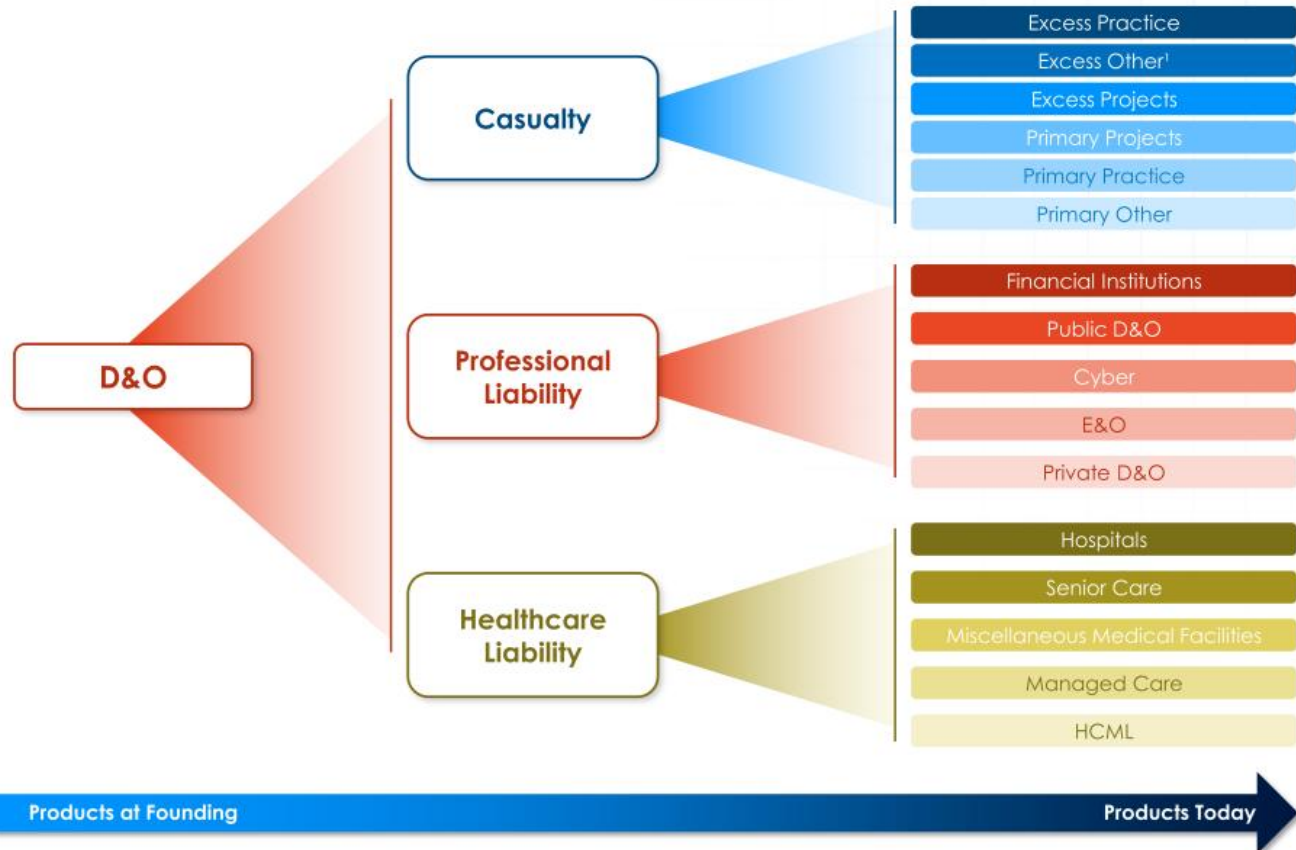 D&O
Casualty
Excess Practice
Excess Other¹
Excess Projects
Primary Projects
Primary Practice
Primary Other
Professional
Liability
Financial Institutions
Public D&O
Cyber
E&O
Private D&O
Healthcare
Liability
Hospitals
Senior Care
Miscellaneous Medical Facilities
Managed Care
HCML
Products at Founding
Products Today